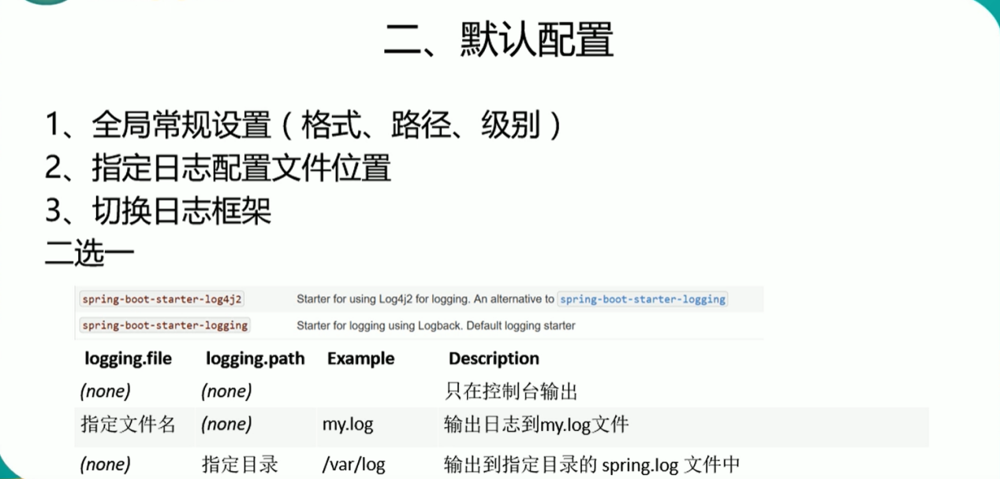 二、默认配置
1、全局常规设置（格式、路径、级别）
2、指定日志配置文件位置
3、切换日志框架
二选一
spring-boot-starter-log4j2 Starter for using Log4j2 for logging. An alternative to spring-boot-starter-logging
spring-boot-starter-logging Starter for logging using Logback. Default logging starter
logging.file logging.path Example Description
(none) (none) 只在控制台输出
指定文件名 (none) my.log 输出日志到my.log文件
(none) 指定目录 /var/log 输出到指定目录的 spring.log 文件中